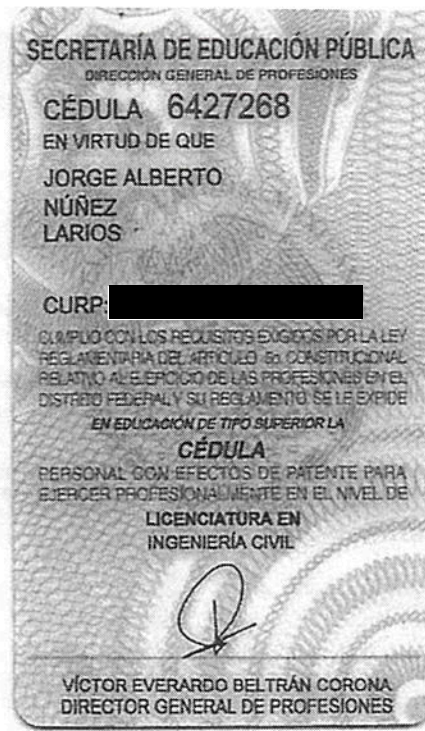 SECRETARÍA DE EDUCACIÓN PÚBLICA
DIRECCIÓN GENERAL DE PROFESIONES
CÉDULA 6427268
EN VIRTUD DE QUE
JORGE ALBERTO
NÚÑEZ
LARIOS
CURP:
CUMPLIÓ CON LOS REQUISITOS EXIGIDOS POR LA LEY
REGLAMENTARIA DEL ARTÍCULO 5o. CONSTITUCIONAL
RELATIVO AL EJERCICIO DE LAS PROFESIONES EN EL
DISTRITO FEDERAL Y SU REGLAMENTO SE LE EXPIDE
EN EDUCACIÓN DE TIPO SUPERIOR LA
CÉDULA
PERSONAL CON EFECTOS DE PATENTE PARA
EJERCER PROFESIONALMENTE EN EL NIVEL DE
LICENCIATURA EN
INGENIERÍA CIVIL
VÍCTOR EVERARDO BELTRÁN CORONA
DIRECTOR GENERAL DE PROFESIONES